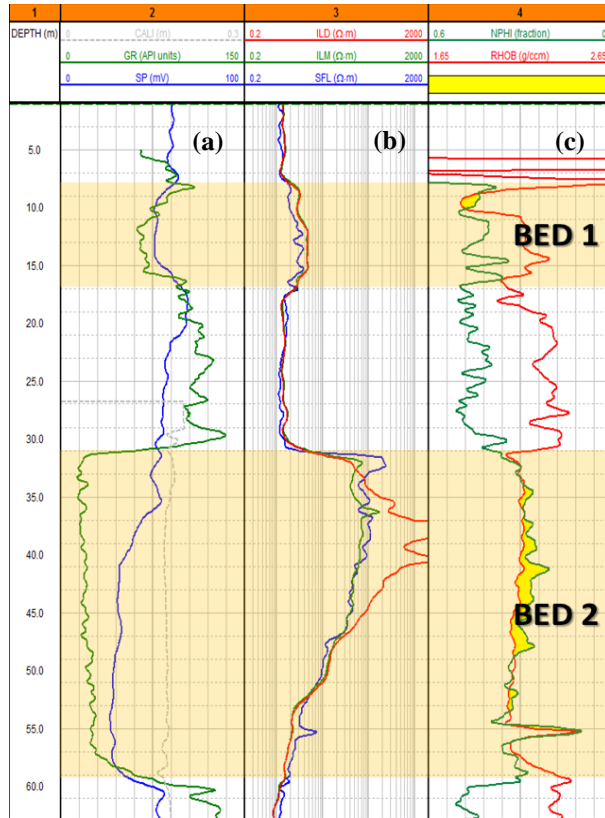 1 2 3 4
DEPTH (m)
0 CALI (m) 0.3
0 GR (API units) 150
0 SP (mV) 100
0.2 ILD (Ω·m) 2000
0.2 ILM (Ω·m) 2000
0.2 SFL (Ω·m) 2000
0.6 NPHI (fraction) 0
1.65 RHOB (g/ccm) 2.65
(a) (b) (c)
5.0
10.0
BED 1
15.0
20.0
25.0
30.0
35.0
40.0
45.0
BED 2
50.0
55.0
60.0